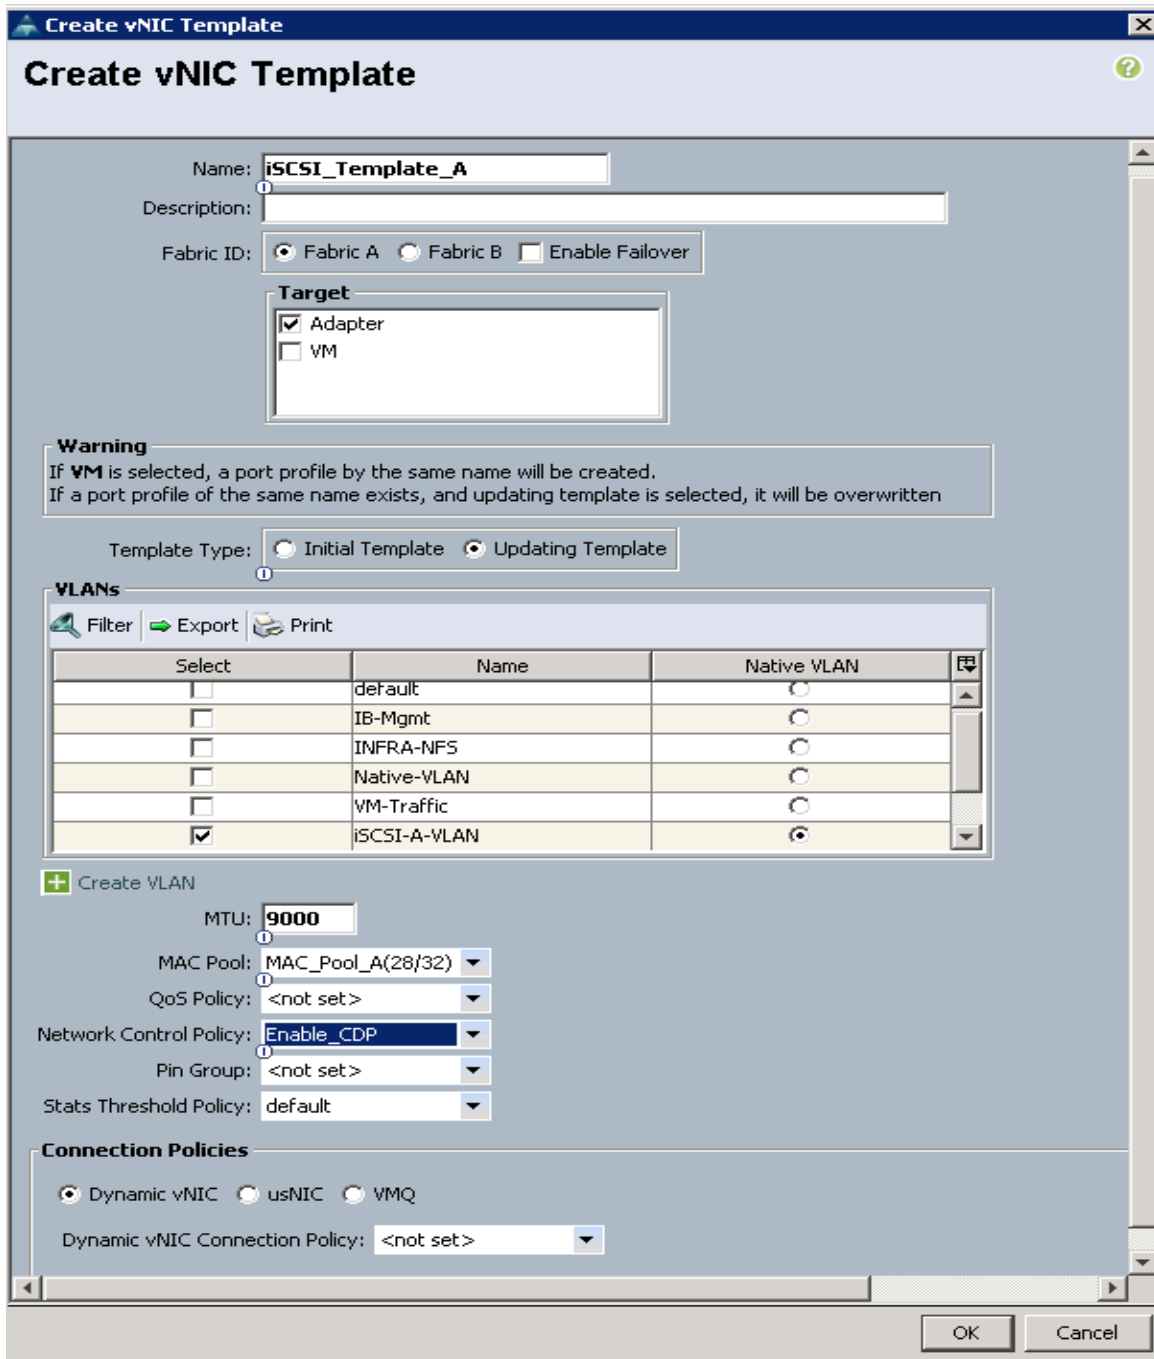 Create vNIC Template
Create vNIC Template
Name: iSCSI_Template_A
Description:
Fabric ID: Fabric A Fabric B Enable Failover
Target
Adapter
VM
Warning
If VM is selected, a port profile by the same name will be created.
If a port profile of the same name exists, and updating template is selected, it will be overwritten
Template Type: Initial Template Updating Template
VLANs
Filter Export Print
Select Name Native VLAN
default
IB-Mgmt
INFRA-NFS
Native-VLAN
VM-Traffic
iSCSI-A-VLAN
Create VLAN
MTU: 9000
MAC Pool: MAC_Pool_A(28/32)
QoS Policy: <not set>
Network Control Policy: Enable_CDP
Pin Group: <not set>
Stats Threshold Policy: default
Connection Policies
Dynamic vNIC usNIC VMQ
Dynamic vNIC Connection Policy: <not set>
OK Cancel